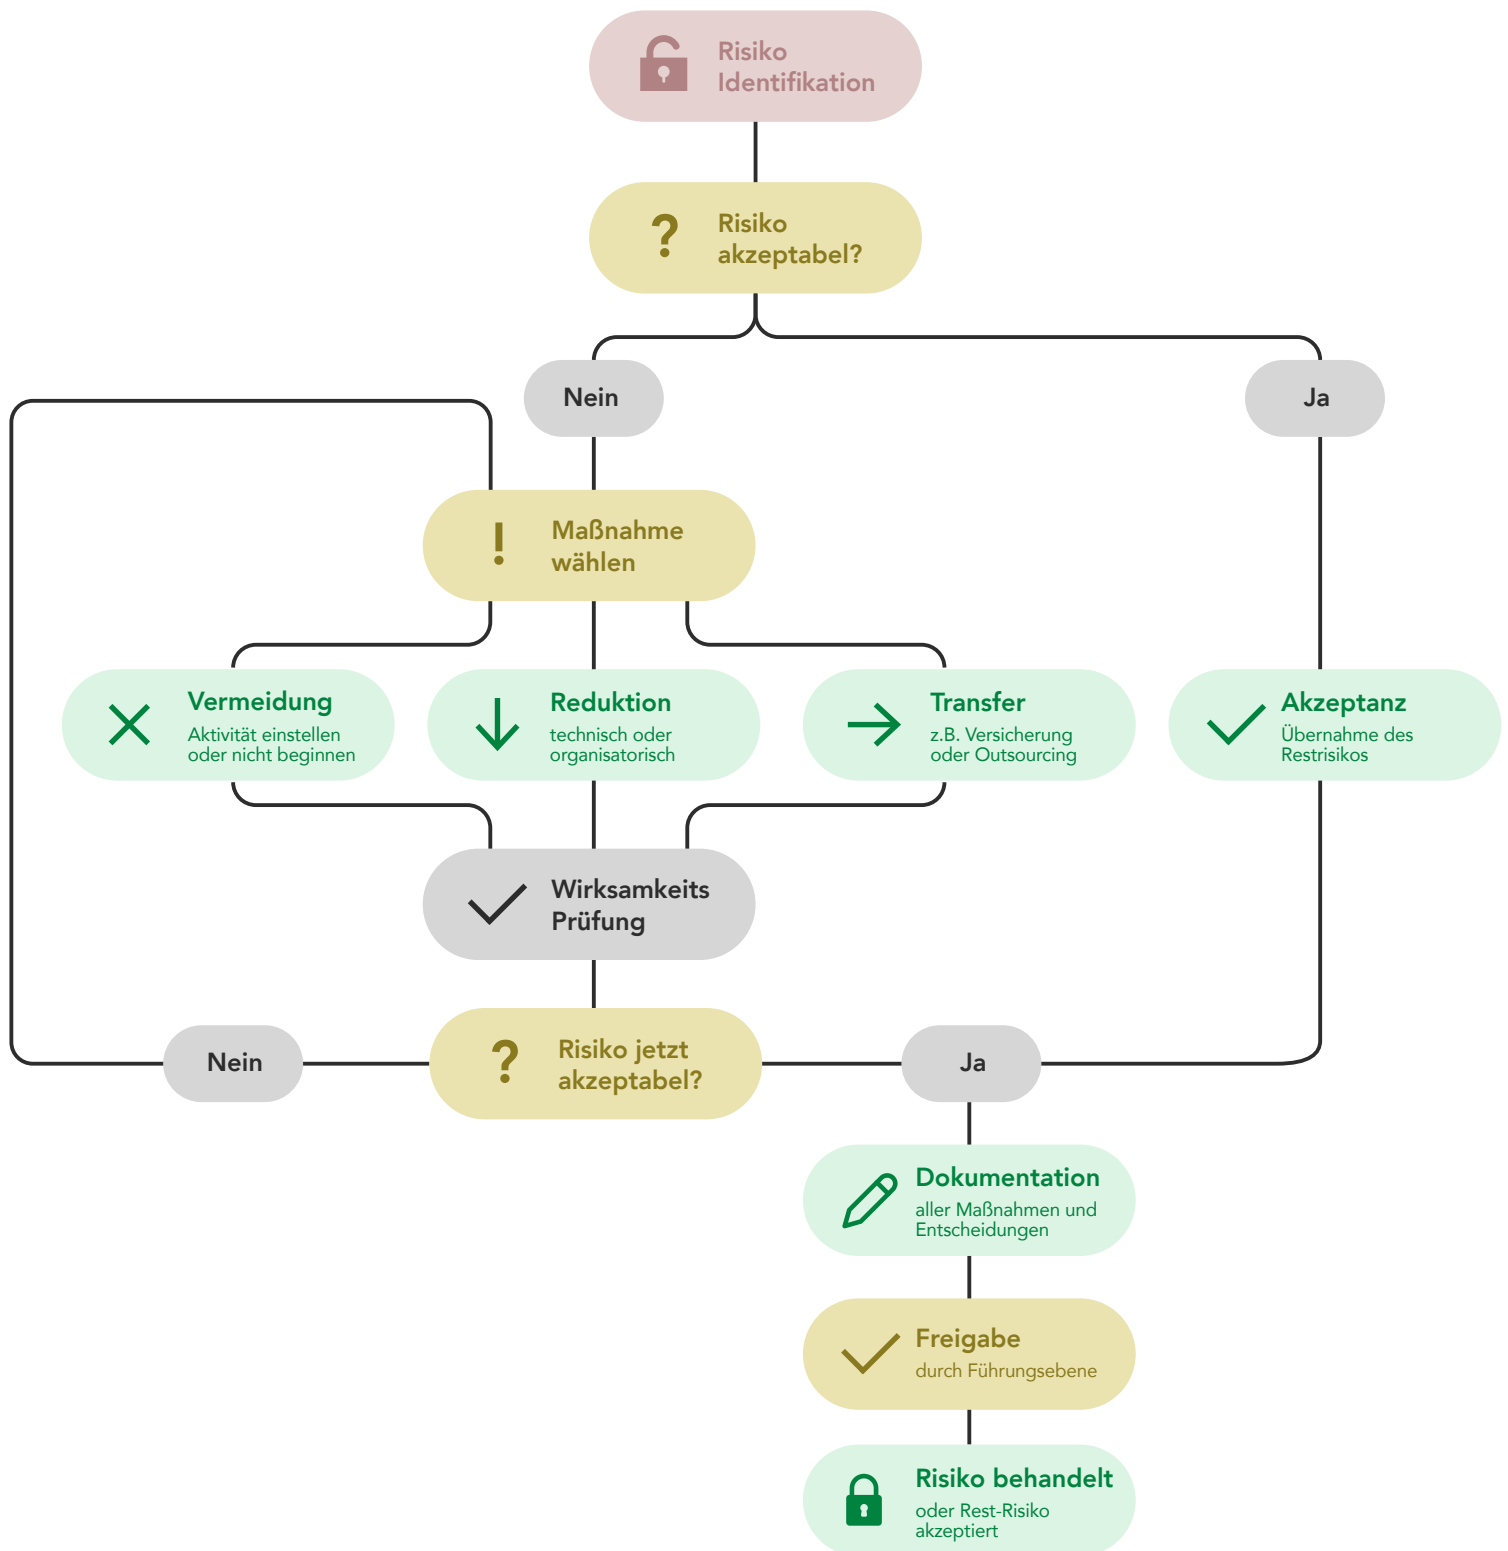 Risiko
Identifikation
Risiko
akzeptabel?
Nein
Ja
Maßnahme
wählen
Vermeidung
Aktivität einstellen
oder nicht beginnen
Reduktion
technisch oder
organisatorisch
Transfer
z.B. Versicherung
oder Outsourcing
Akzeptanz
Übernahme des
Restrisikos
Wirksamkeits
Prüfung
Nein
Risiko jetzt
akzeptabel?
Ja
Dokumentation
aller Maßnahmen und
Entscheidungen
Freigabe
durch Führungsebene
Risiko behandelt
oder Rest-Risiko
akzeptiert